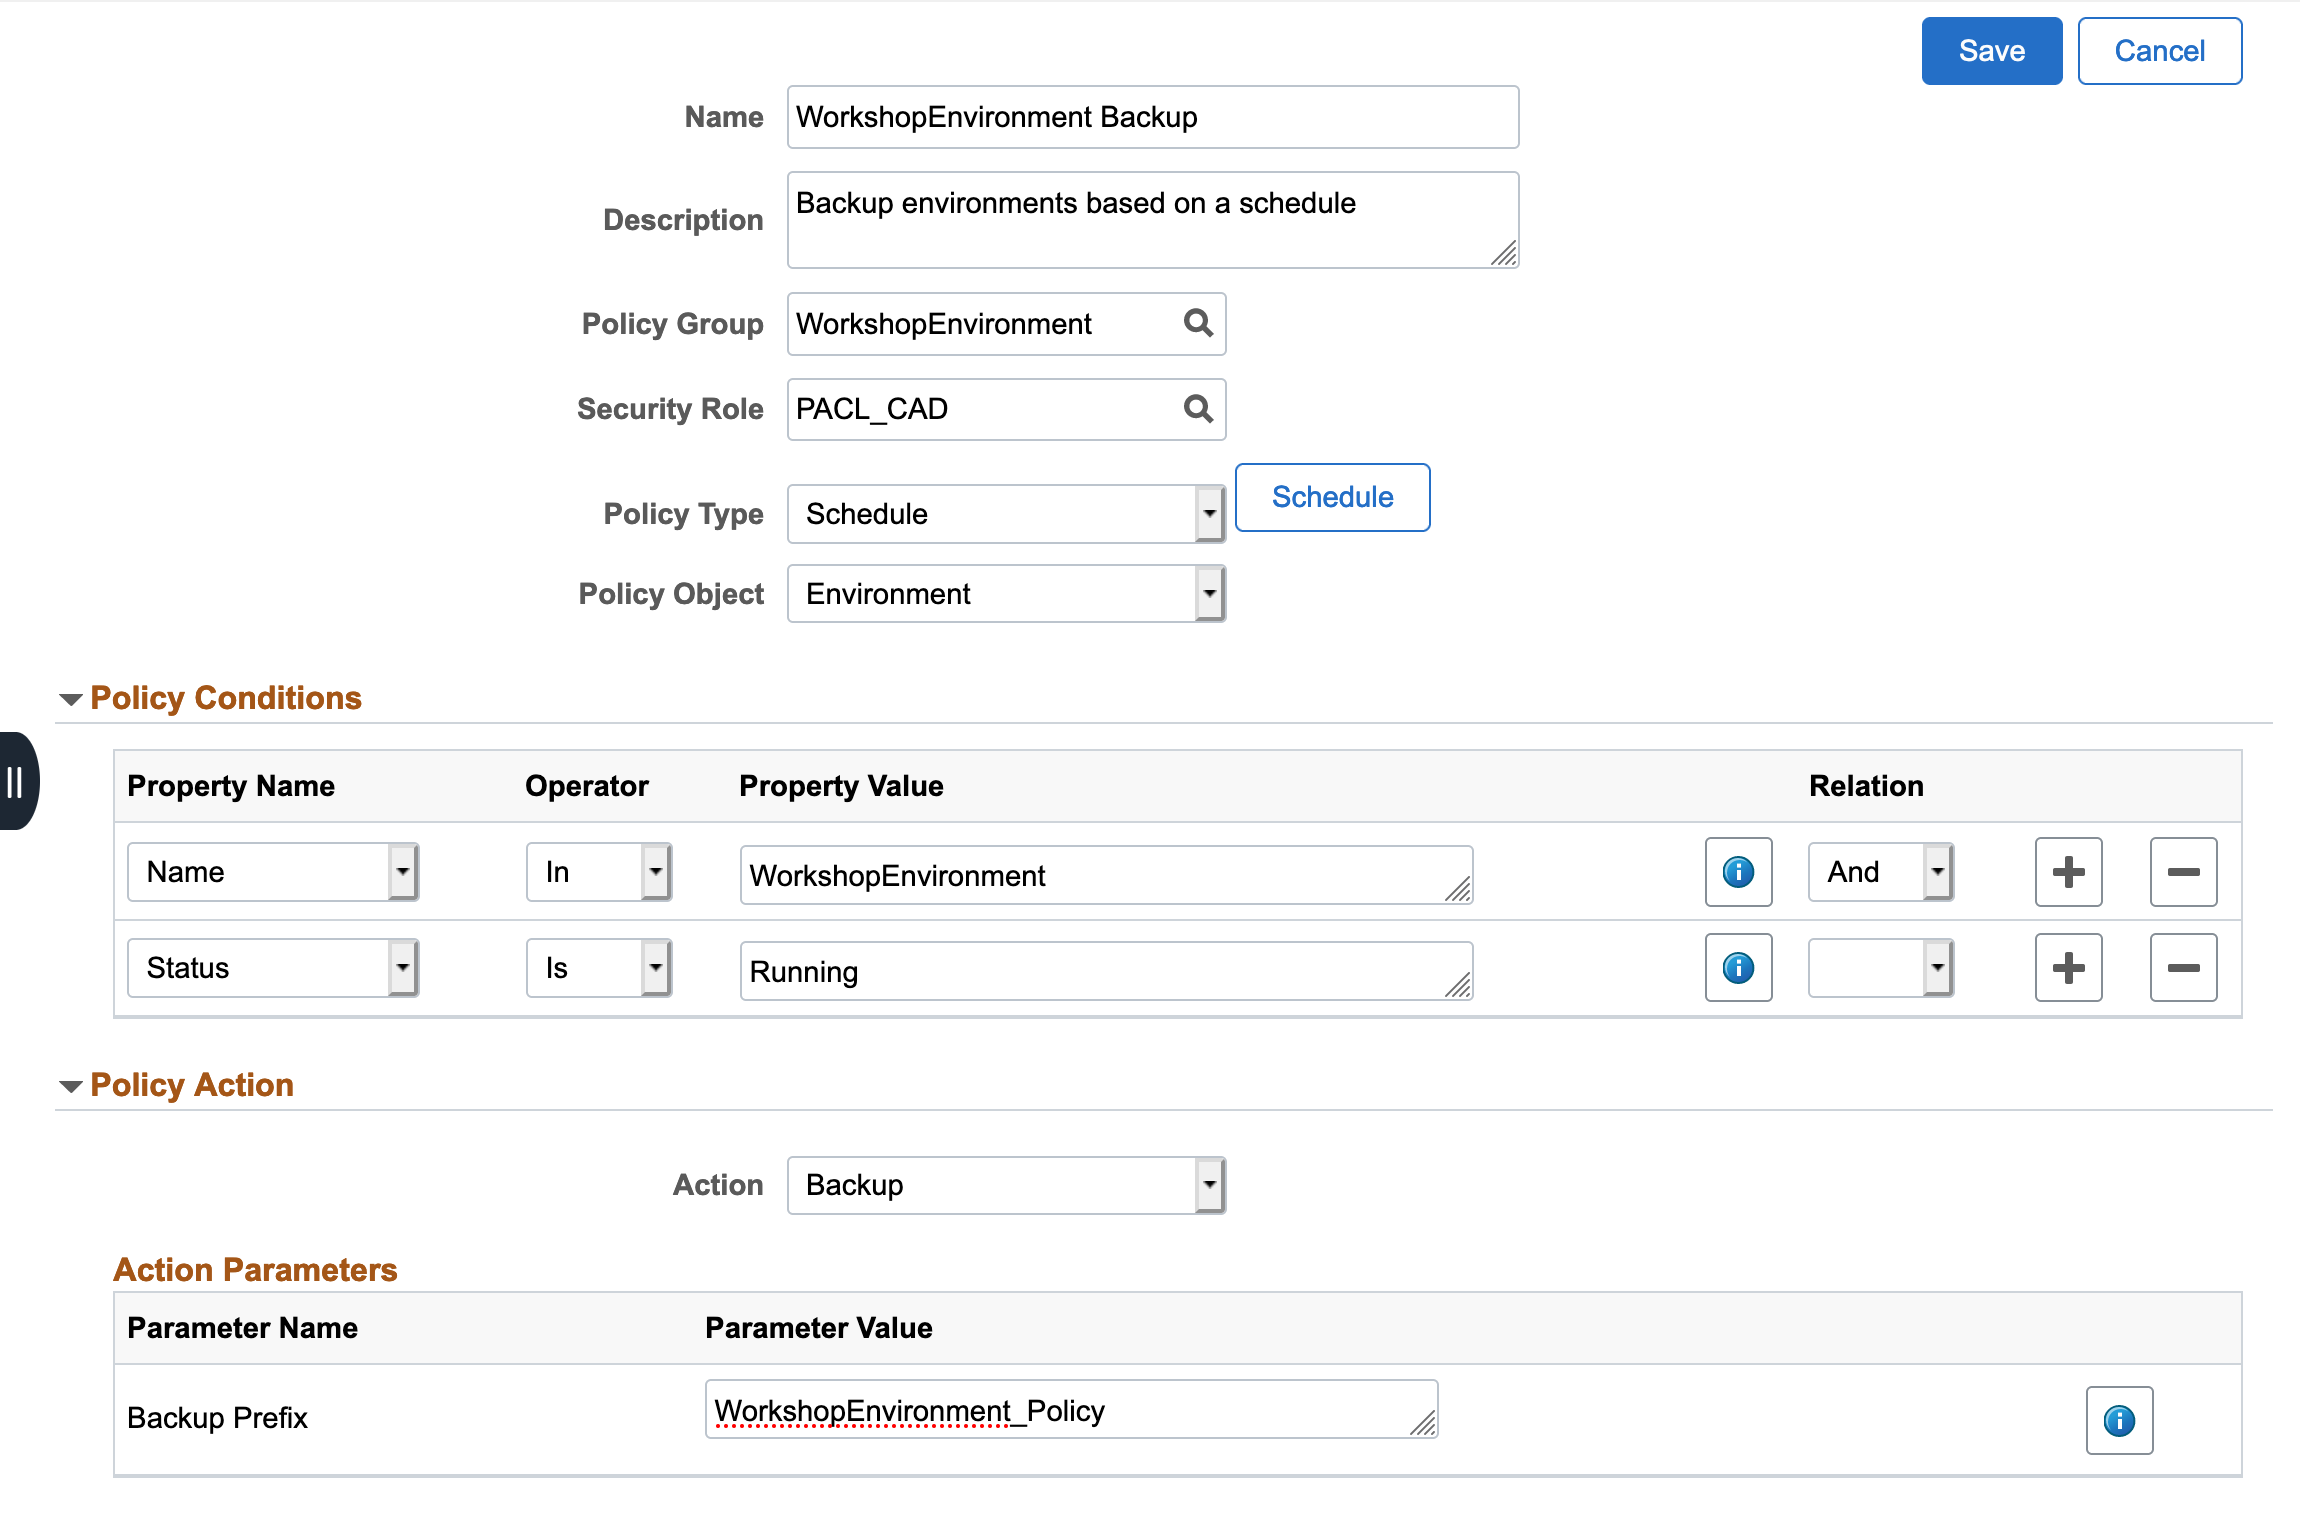 Save Cancel
Name WorkshopEnvironment Backup
Description Backup environments based on a schedule
Policy Group WorkshopEnvironment
Security Role PACL_CAD
Policy Type Schedule Schedule
Policy Object Environment
Policy Conditions
Property Name Operator Property Value Relation
Name In WorkshopEnvironment And
Status Is Running
Policy Action
Action Backup
Action Parameters
Parameter Name Parameter Value
Backup Prefix WorkshopEnvironment_Policy